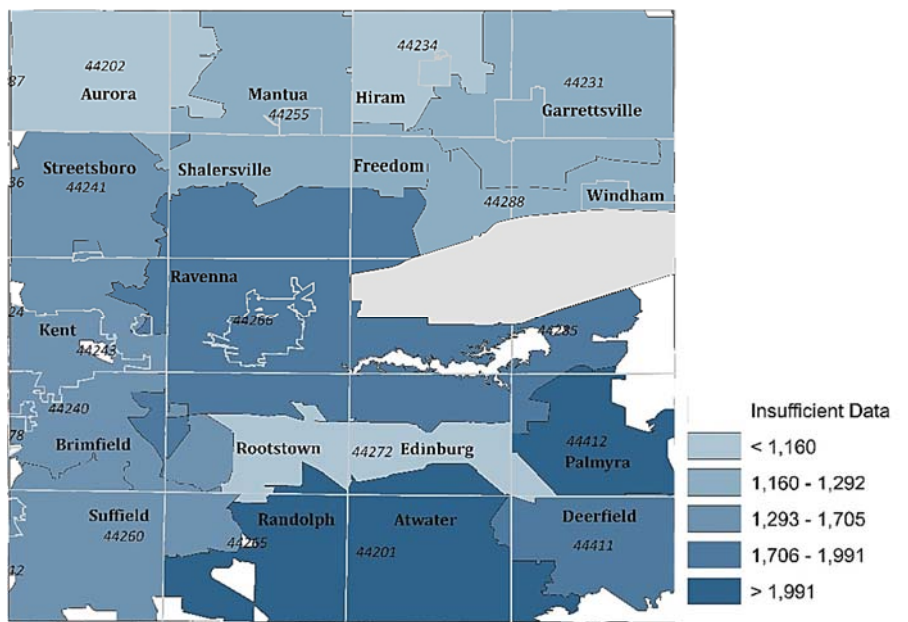 44234
87
44202
44231
Aurora
Mantua
Hiram
Garrettsville
44255
Streetsboro
Shalersville
Freedom
36
44241
Windham
44288
Ravenna
24
Kent
44266
44285
44243
44240
78
Brimfield
Rootstown
44272
Edinburg
44412
Palmyra
Suffield
Randolph
Atwater
Deerfield
44260
44265
44201
44411
12
Insufficient Data
< 1,160
1,160 - 1,292
1,293 - 1,705
1,706 - 1,991
> 1,991